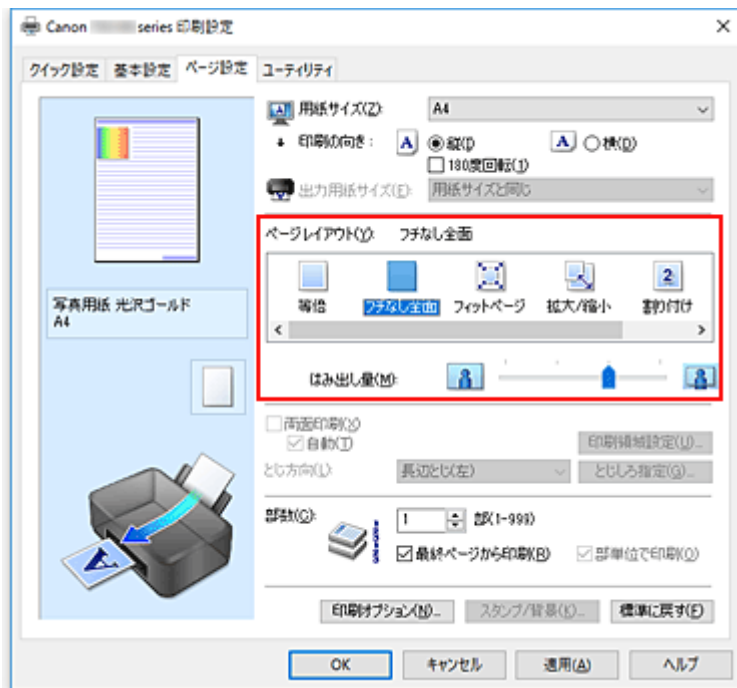 Canon series 印刷設定
クイック設定 基本設定 ページ設定 ユーティリティ
用紙サイズ(Z): A4
印刷の向き: A 縦(I) A 横(D)
180度回転(1)
出力用紙サイズ(E): 用紙サイズと同じ
ページレイアウト(Y): フチなし全面
等倍 フチなし全面 フィットページ 拡大/縮小 割り付け
はみ出し量(M):
写真用紙 光沢ゴールド
A4
両面印刷(X)
自動(T) 印刷領域設定(U)...
とじ方向(L): 長辺とじ(左) とじしろ指定(G)...
部数(C): 1 部(1-999)
最終ページから印刷(R) 部単位で印刷(O)
印刷オプション(N)... スタンプ/背景(K)... 標準に戻す(F)
OK キャンセル 適用(A) ヘルプ